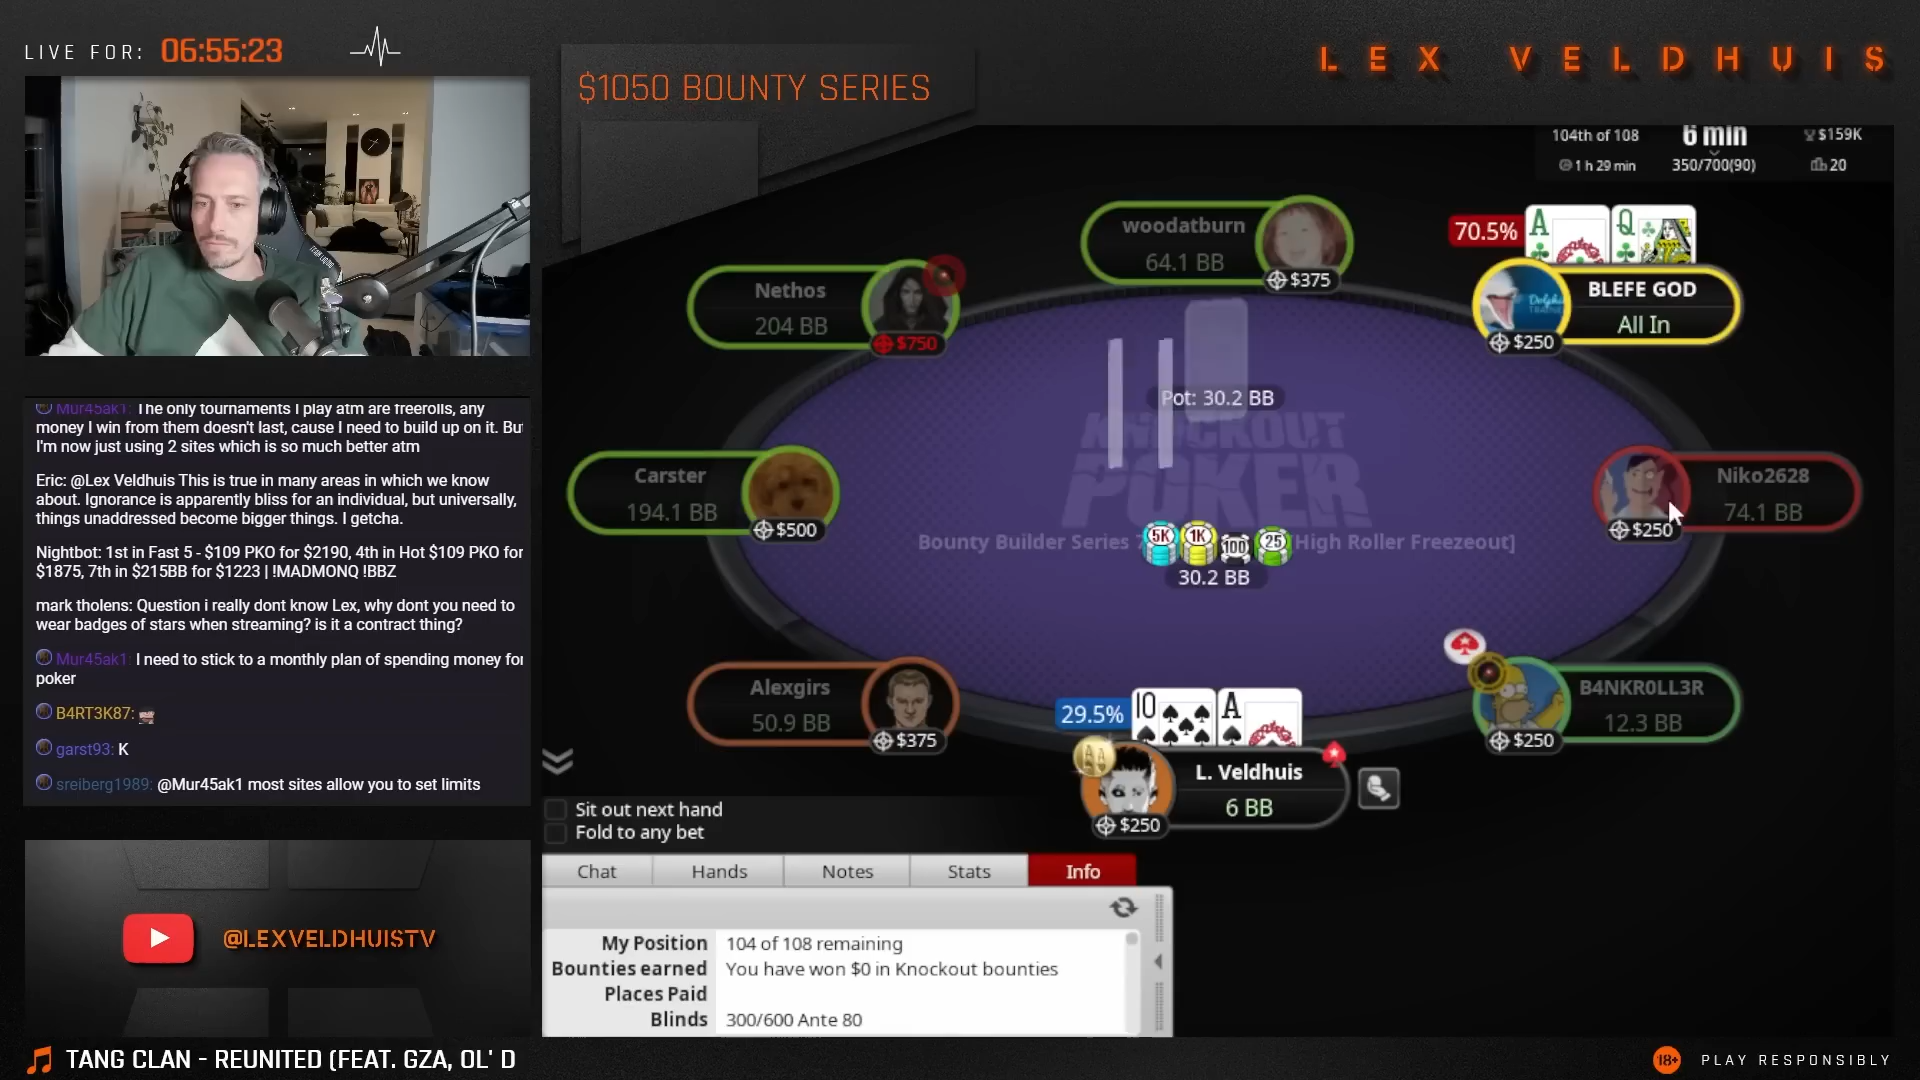 LIVE FOR: 06:55:23
$1050 BOUNTY SERIES
LEX VELDHUIS
104th of 108
6 min
$159K
1 h 29 min
350/700(90)
20
woodatburn
64.1 BB
$375
70.5%
A
Q
BLEFE GOD
All In
$250
Nethos
204 BB
$750
Pot: 30.2 BB
KNOCKOUT
POKER
Carster
194.1 BB
$500
Niko2628
74.1 BB
$250
5K
1K
100
25
Bounty Builder Series
High Roller Freezeout]
30.2 BB
Alexgirs
50.9 BB
$375
29.5%
10
A
L. Veldhuis
6 BB
$250
B4NKR0LL3R
12.3 BB
$250
Mur45ak1: The only tournaments I play atm are freerolls, any
money I win from them doesn't last, cause I need to build up on it. But
I'm now just using 2 sites which is so much better atm
Eric: @Lex Veldhuis This is true in many areas in which we know
about. Ignorance is apparently bliss for an individual, but universally,
things unaddressed become bigger things. I getcha.
Nightbot: 1st in Fast 5 - $109 PKO for $2190, 4th in Hot $109 PKO for
$1875, 7th in $215BB for $1223 | !MADMONQ !BBZ
mark tholens: Question i really dont know Lex, why dont you need to
wear badges of stars when streaming? is it a contract thing?
Mur45ak1: I need to stick to a monthly plan of spending money for
poker
B4RT3K87:
garst93: K
sreiberg1989: @Mur45ak1 most sites allow you to set limits
Sit out next hand
Fold to any bet
Chat
Hands
Notes
Stats
Info
My Position 104 of 108 remaining
Bounties earned You have won $0 in Knockout bounties
Places Paid
Blinds 300/600 Ante 80
@LEXVELDHUISTV
TANG CLAN - REUNITED (FEAT. GZA, OL' D
18+ PLAY RESPONSIBLY